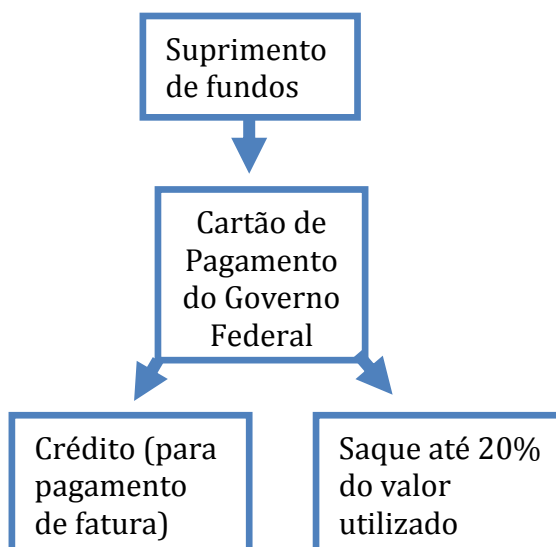 Suprimento
de fundos
Cartão de
Pagamento
do Governo
Federal
Crédito (para
pagamento
de fatura)
Saque até 20%
do valor
utilizado